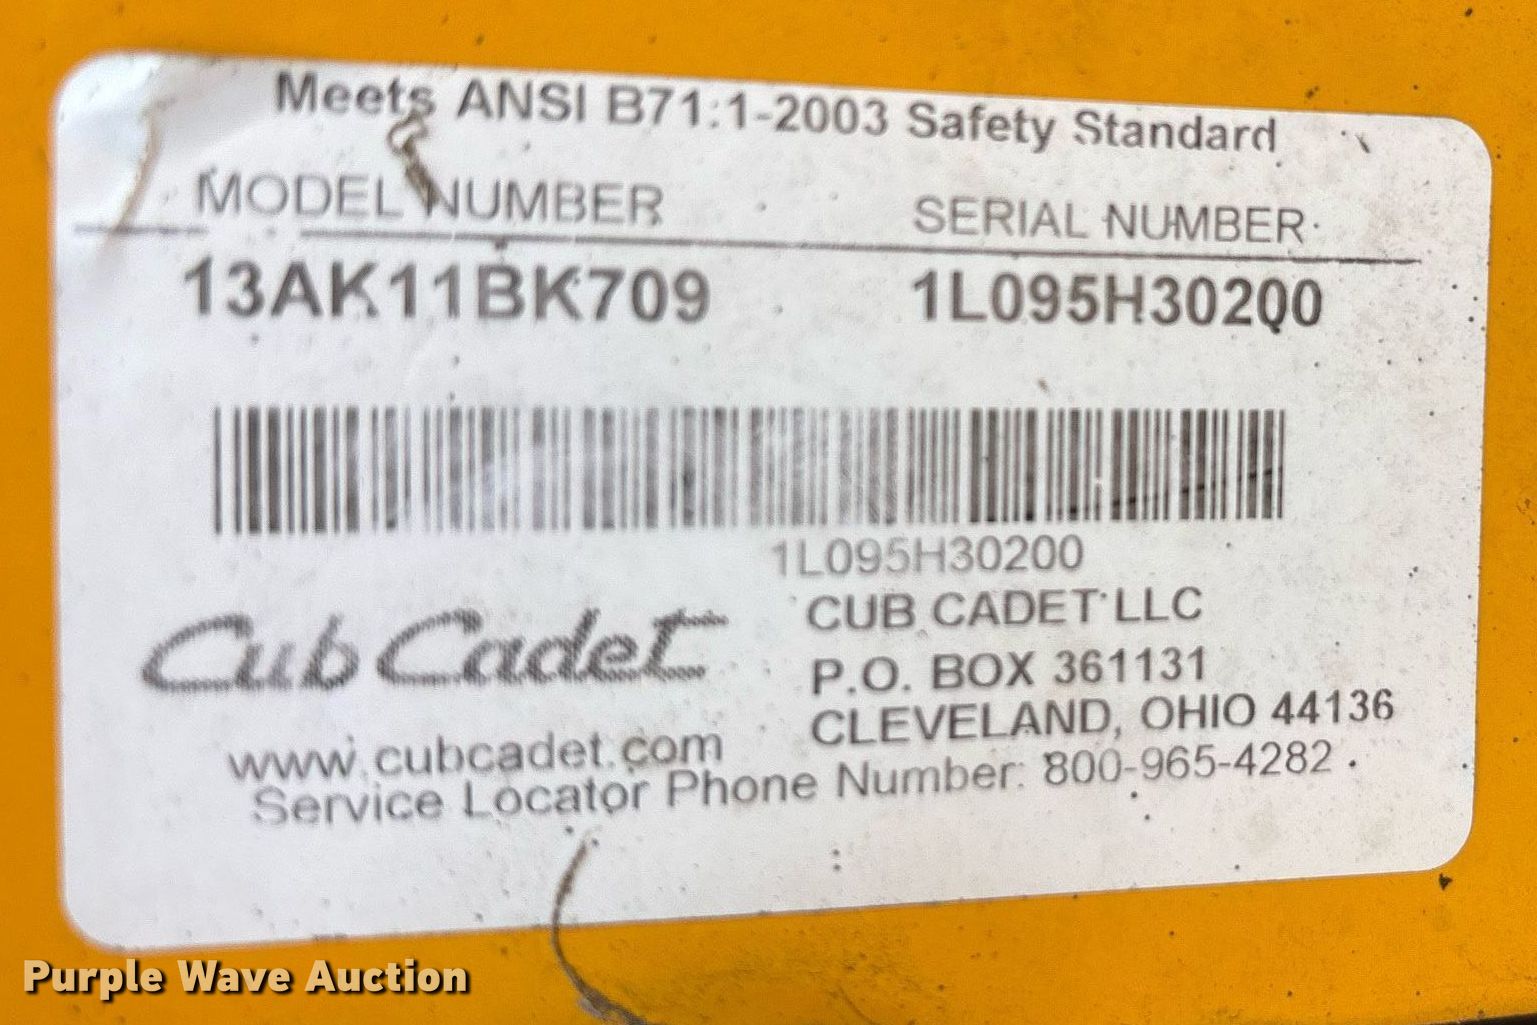 Meets ANSI B71.1-2003 Safety Standard
MODEL NUMBER SERIAL NUMBER
13AK11BK709 1L095H30200
1L095H30200
Cub Cadet
CUB CADET LLC
P.O. BOX 361131
CLEVELAND, OHIO 44136
www.cubcadet.com
Service Locator Phone Number: 800-965-4282
Purple Wave Auction